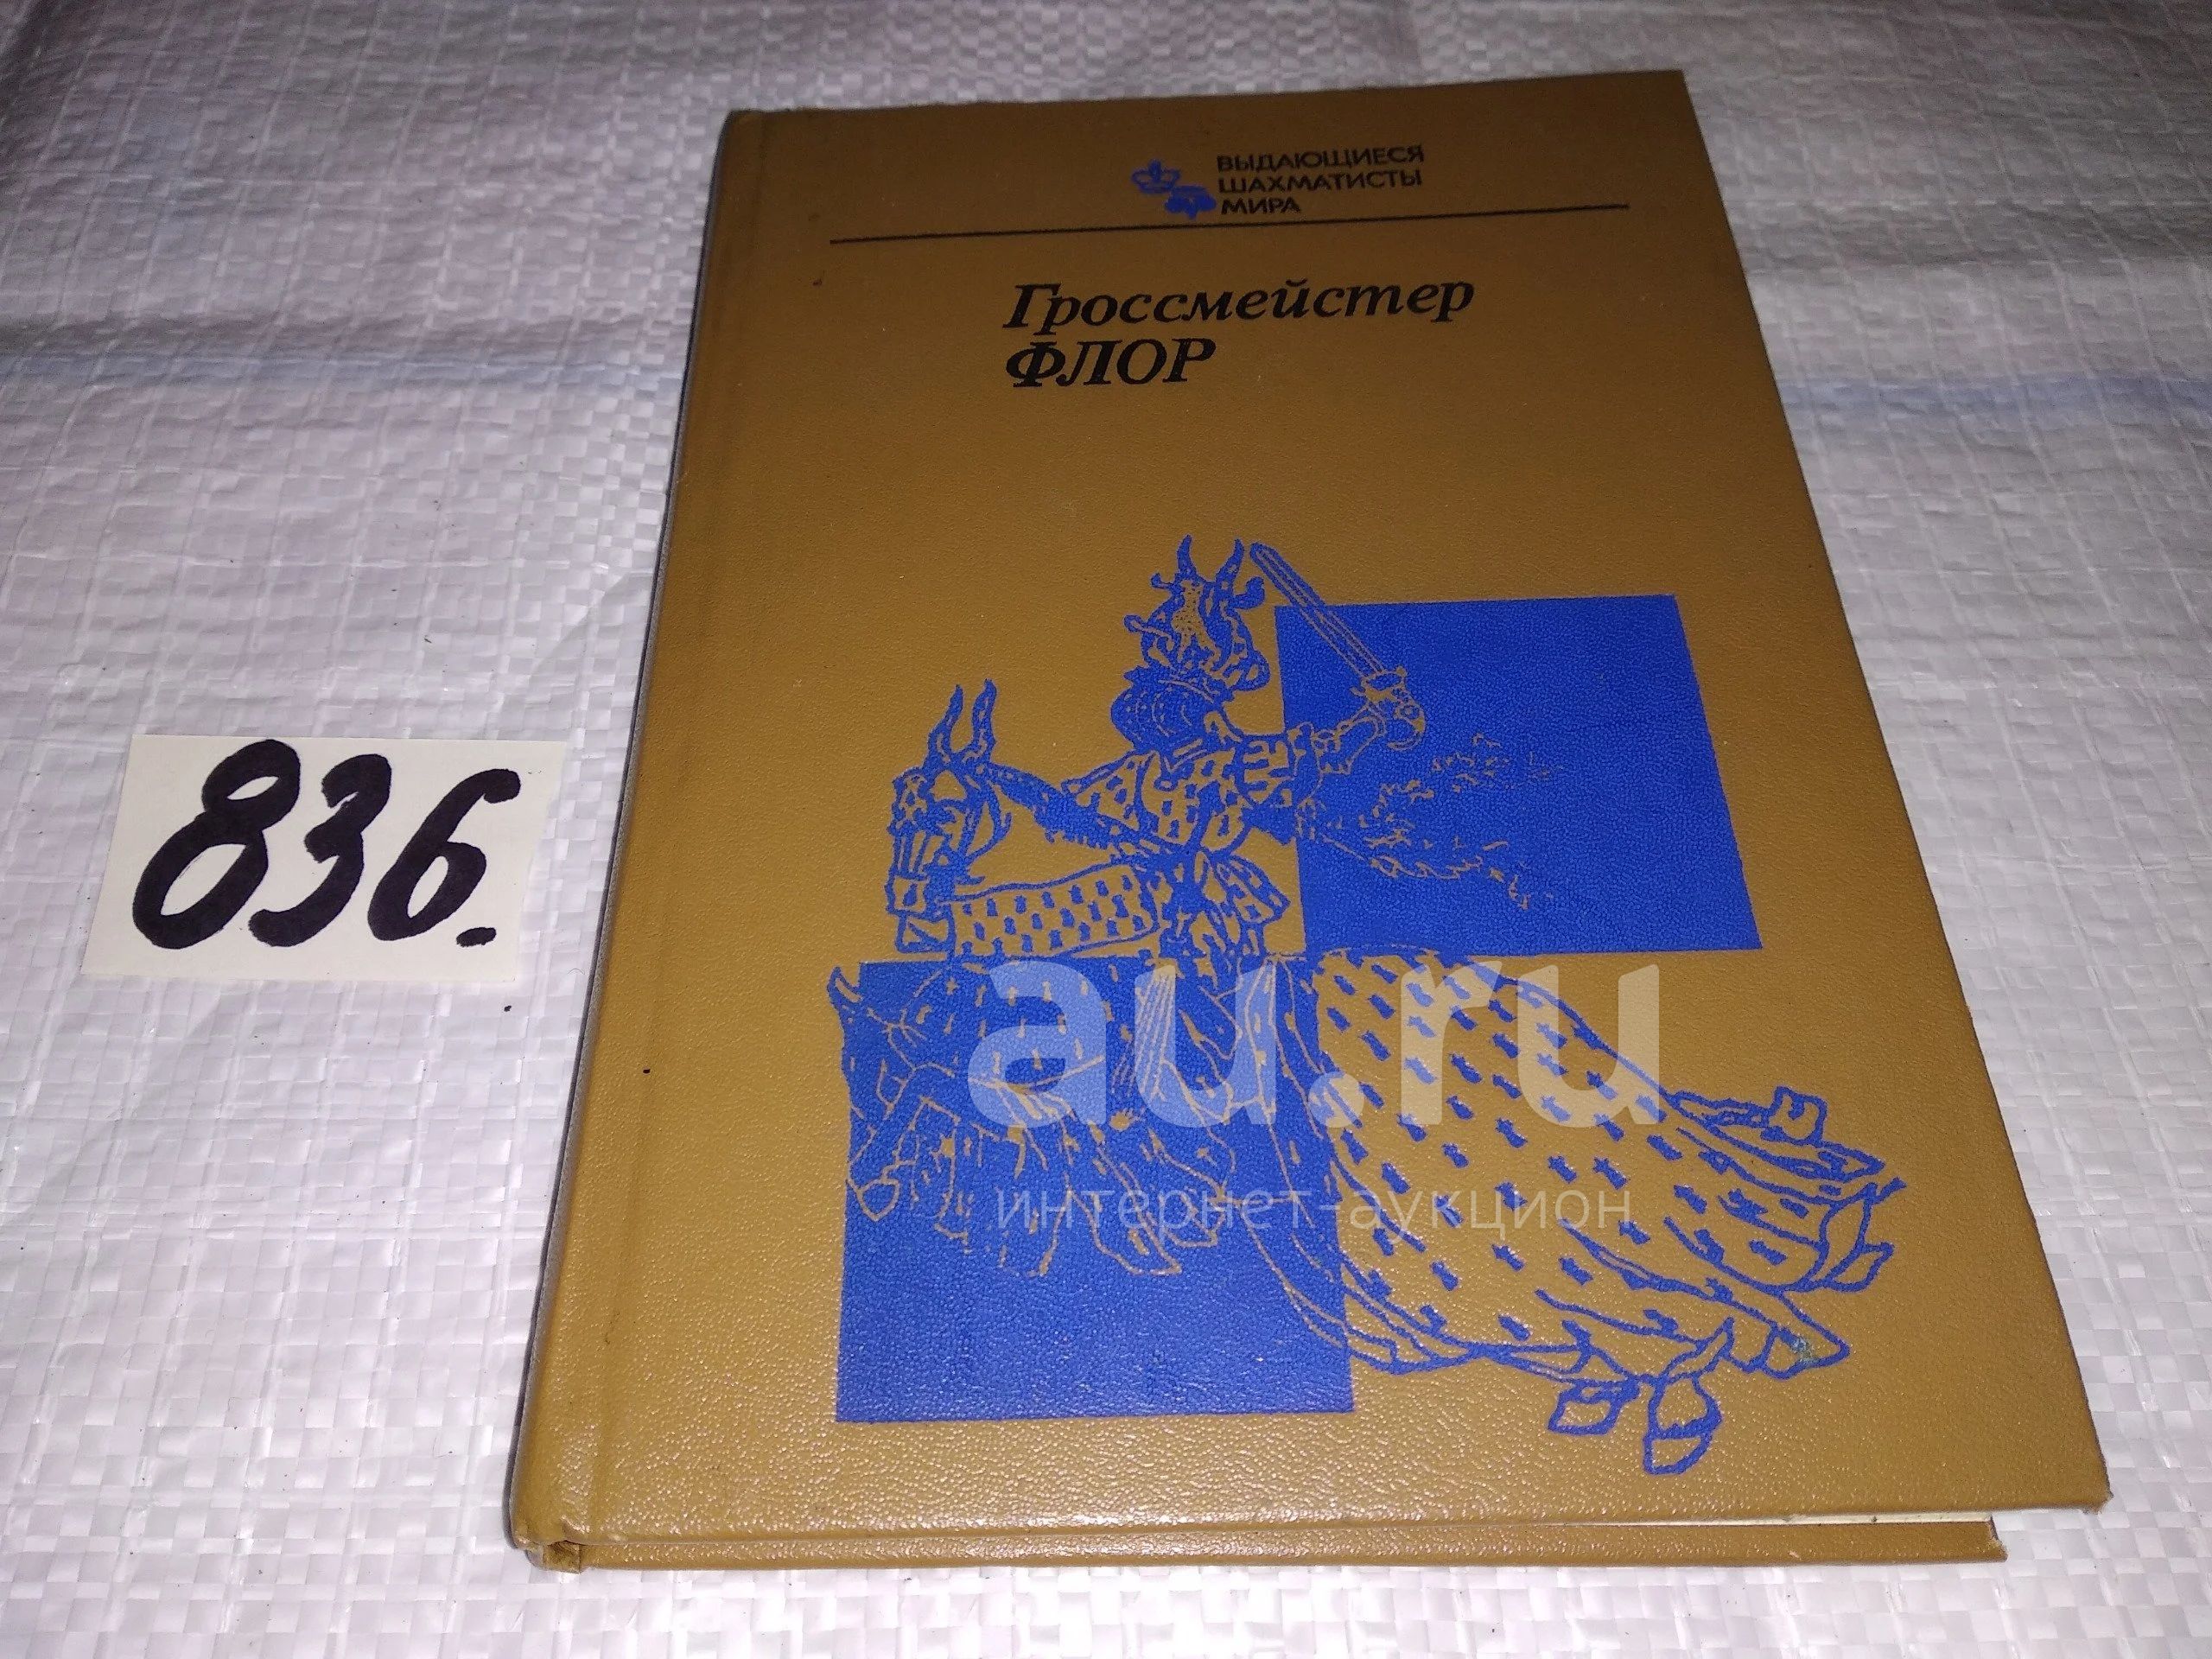 ВЫДАЮЩИЕСЯ
ШАХМАТИСТЫ
МИРА
Гроссмейстер
ФЛОР
836.
au.ru
интернет-аукцион